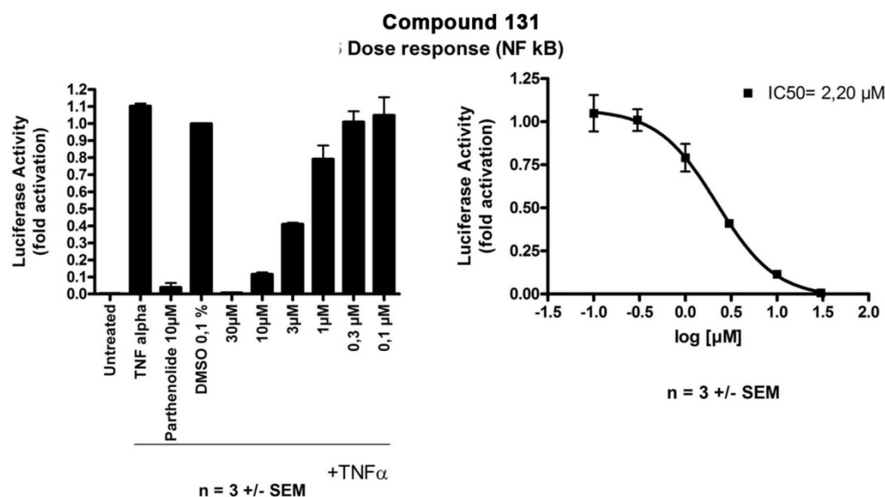 Compound 131
Dose response (NF kB)
Luciferase Activity
(fold activation)
1.2
1.1
1.0
0.9
0.8
0.7
0.6
0.5
0.4
0.3
0.2
0.1
0.0
Untreated
TNF alpha
Parthenolide 10µM
DMSO 0,1 %
30µM
10µM
3µM
1µM
0,3 µM
0,1 µM
+TNFα
n = 3 +/- SEM
Luciferase Activity
(fold activation)
1.25
1.00
0.75
0.50
0.25
0.00
-1.5 -1.0 -0.5 0.0 0.5 1.0 1.5 2.0
log [µM]
IC50= 2,20 µM
n = 3 +/- SEM